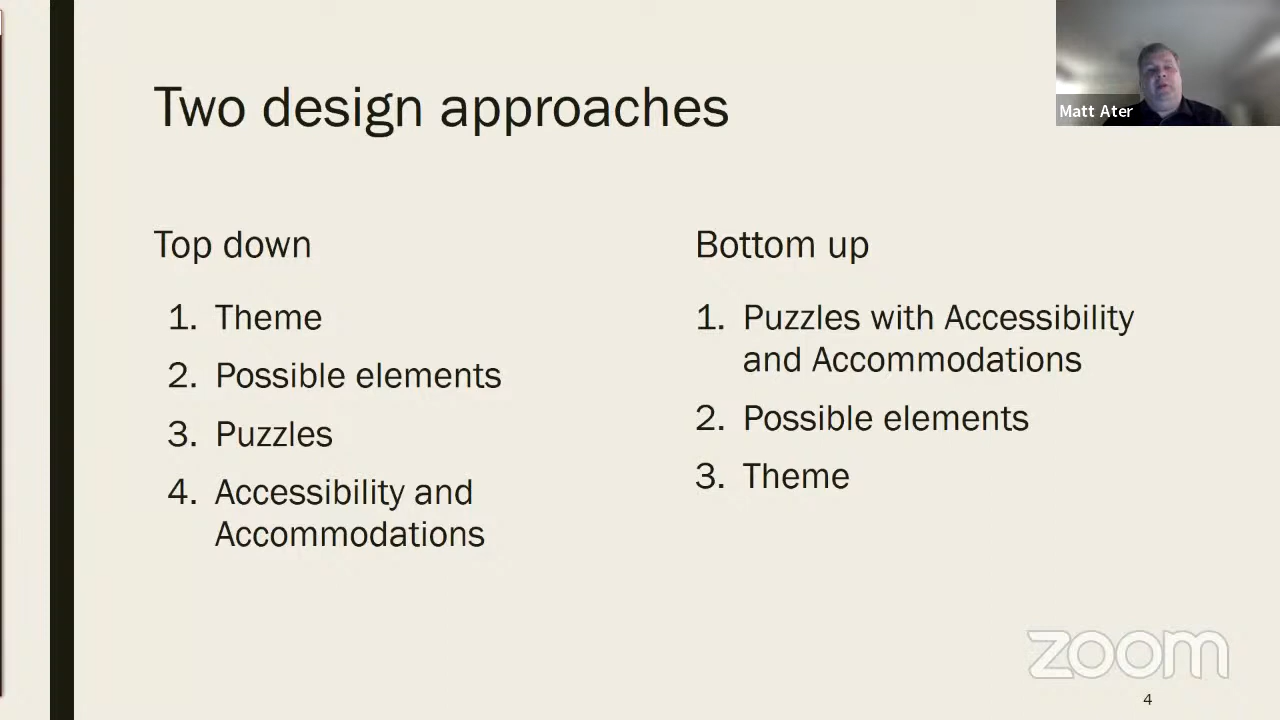 Two design approaches
Matt Ater
Top down
1. Theme
2. Possible elements
3. Puzzles
4. Accessibility and
Accommodations
Bottom up
1. Puzzles with Accessibility
and Accommodations
2. Possible elements
3. Theme
zoom
4